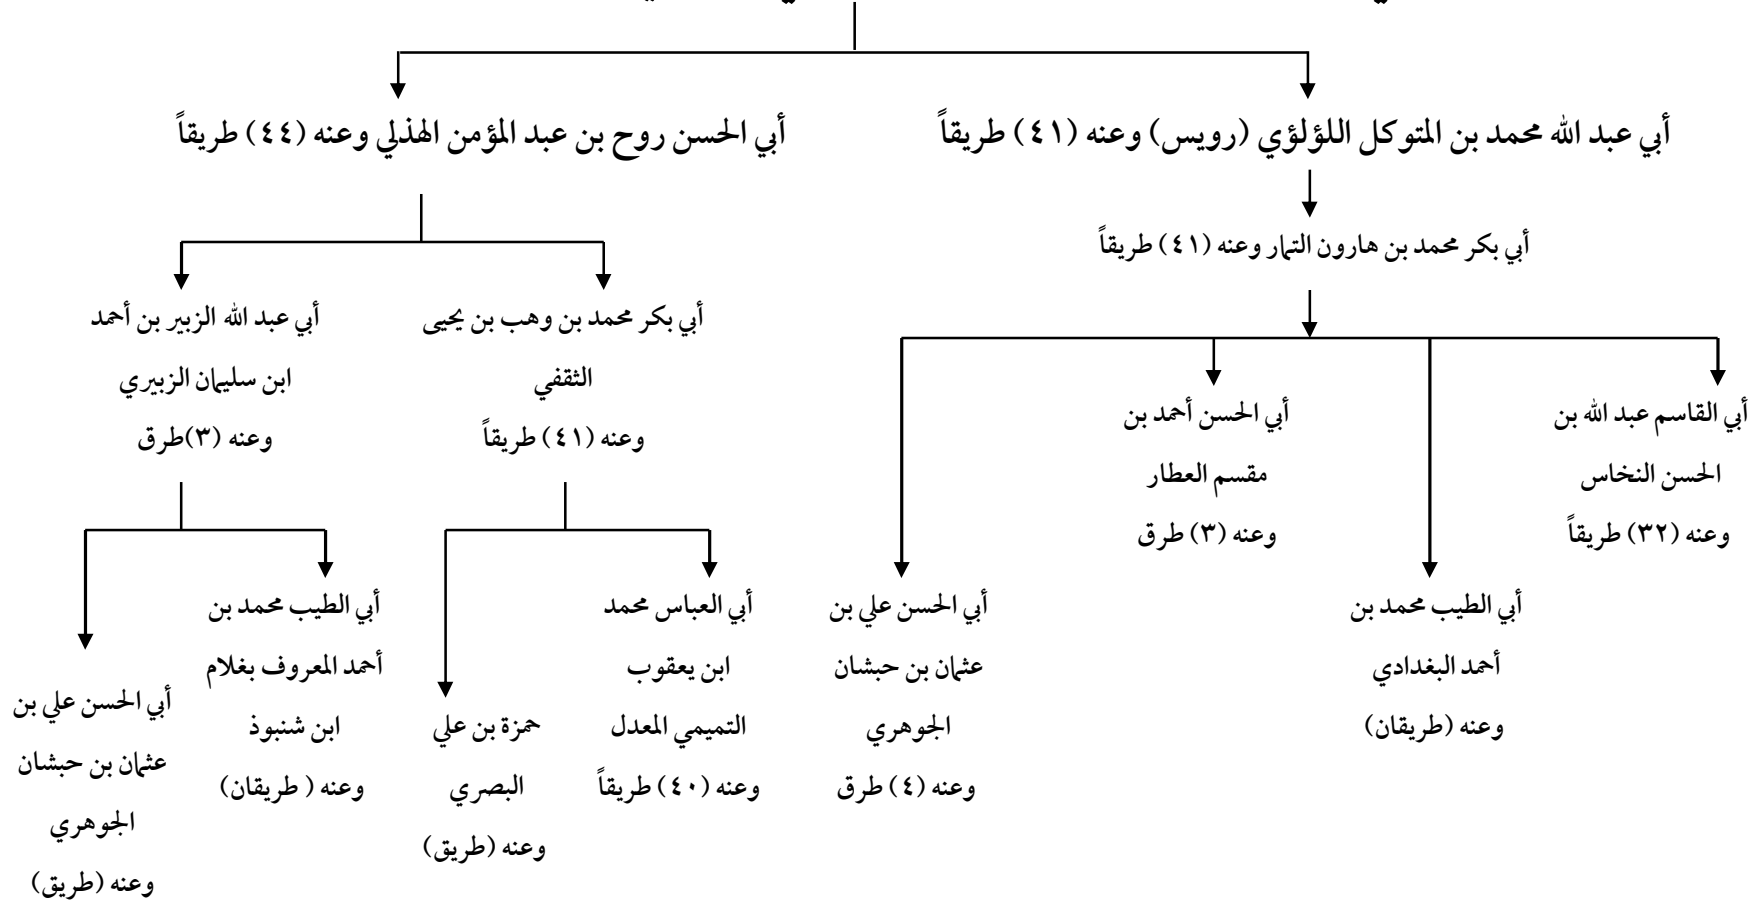 أبي عبد الله محمد بن المتوكل اللؤلؤي (رويس) وعنه (٤١) طريقاً
أبي الحسن روح بن عبد المؤمن الهذلي وعنه (٤٤) طريقاً
أبي بكر محمد بن هارون التمار وعنه (٤١) طريقاً
أبي القاسم عبد الله بن
الحسن النخاس
وعنه (٣٢) طريقاً
أبي الطيب محمد بن
أحمد البغدادي
وعنه (طريقان)
أبي الحسن أحمد بن
مقسم العطار
وعنه (٣) طرق
أبي الحسن علي بن
عثمان بن حبشان
الجوهري
وعنه (٤) طرق
أبي بكر محمد بن وهب بن يحيى
الثقفي
وعنه (٤١) طريقاً
أبي عبد الله الزبير بن أحمد
ابن سليمان الزبيري
وعنه (٣)طرق
أبي العباس محمد
ابن يعقوب
التميمي المعدل
وعنه (٤٠) طريقاً
حمزة بن علي
البصري
وعنه (طريق)
أبي الطيب محمد بن
أحمد المعروف بغلام
ابن شنبوذ
وعنه ( طريقان)
أبي الحسن علي بن
عثمان بن حبشان
الجوهري
وعنه (طريق)